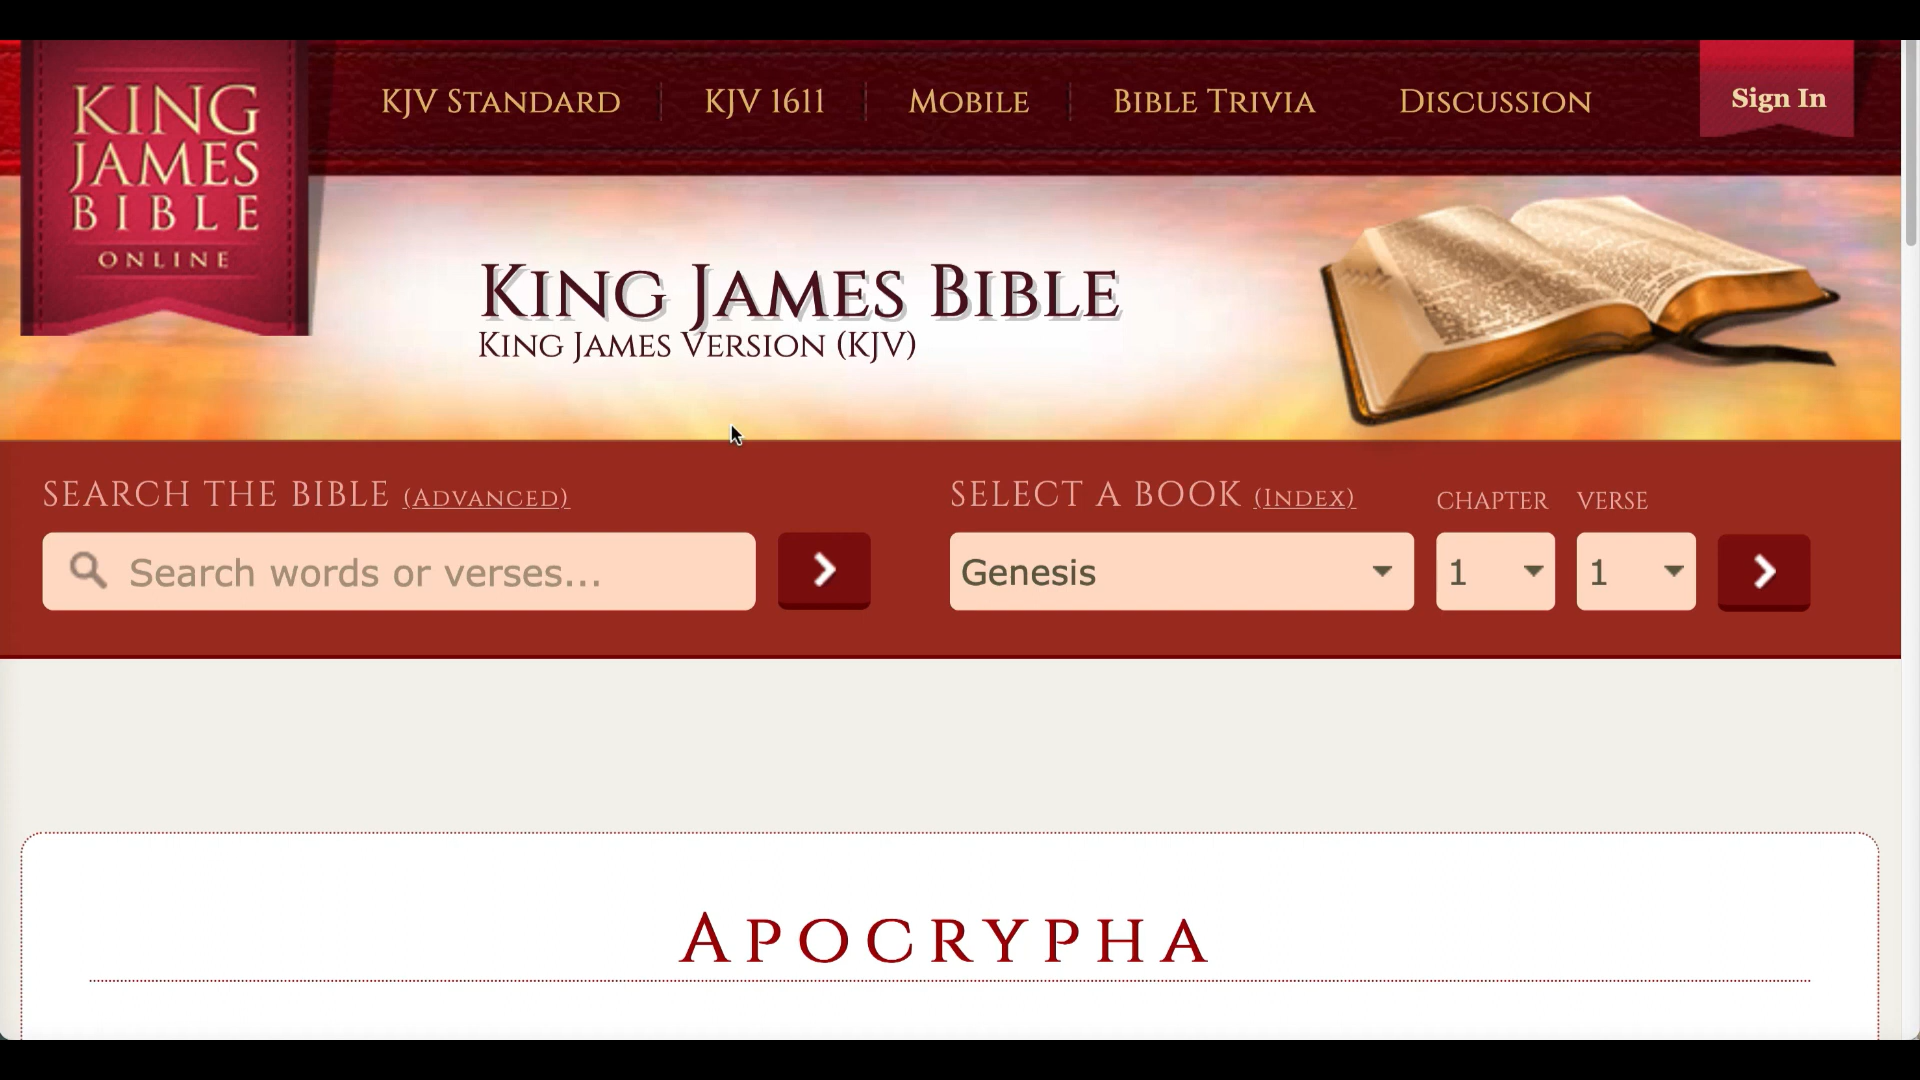 KING
JAMES
BIBLE
ONLINE
KJV Standard
KJV 1611
Mobile
Bible Trivia
Discussion
Sign In
King James Bible
King James Version (KJV)
SEARCH THE BIBLE (Advanced)
Search words or verses...
SELECT A BOOK (Index)
CHAPTER
VERSE
Genesis
1
1
Apocrypha